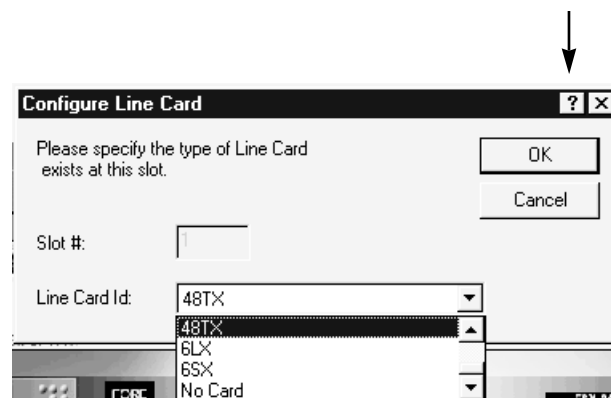 Configure Line Card
? X
Please specify the type of Line Card
exists at this slot.
OK
Cancel
Slot #:
1
Line Card Id:
48TX
48TX
6LX
6SX
No Card
CORE